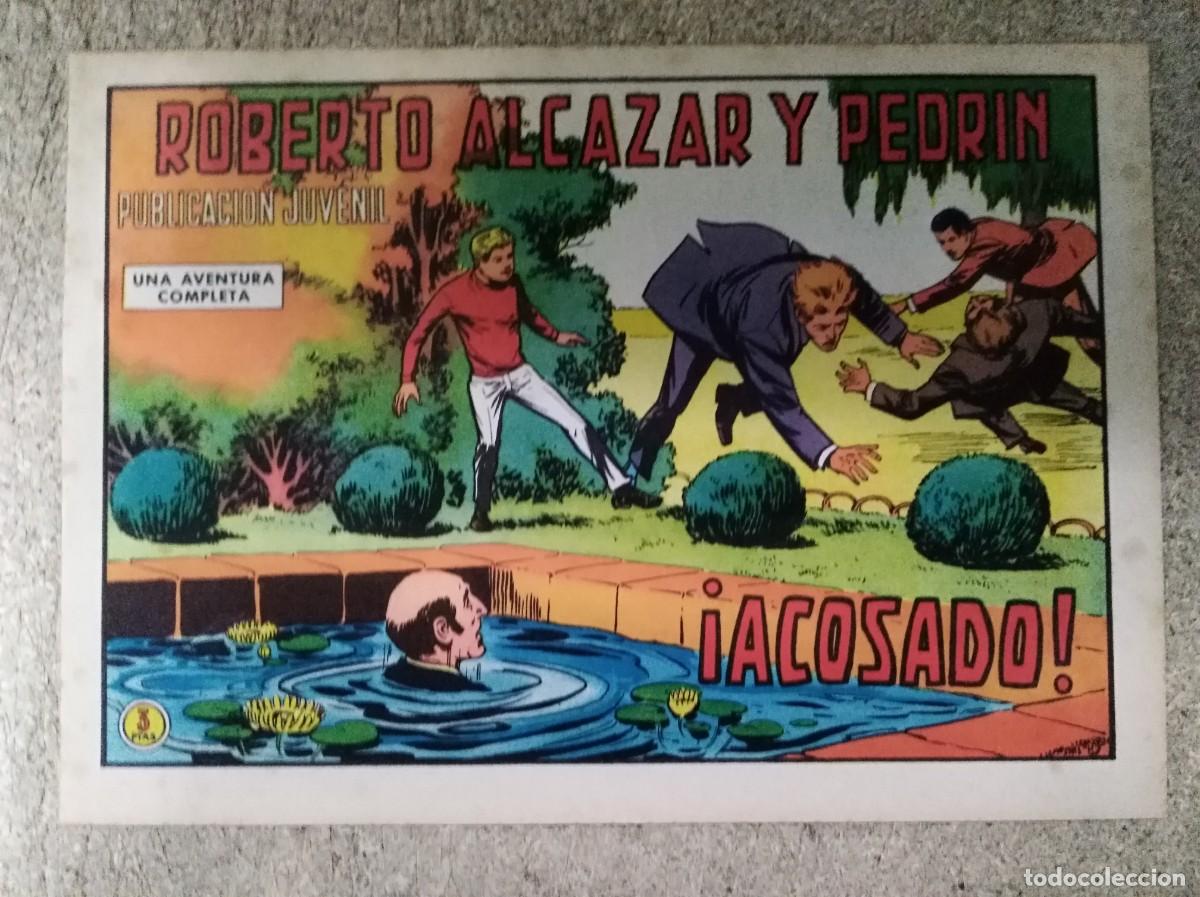 ROBERTO ALCAZAR Y PEDRIN
PUBLICACION JUVENIL
UNA AVENTURA
COMPLETA
¡ACOSADO!
3
PTAS
todocoleccion